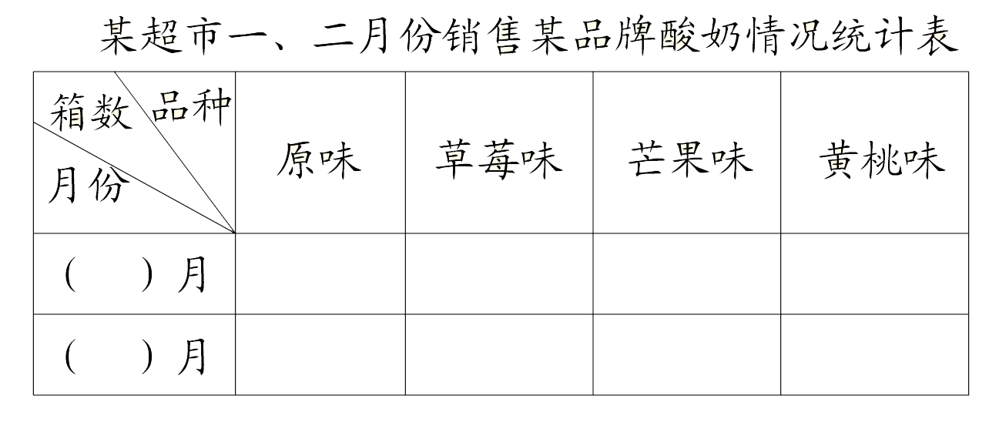 某超市一、二月份销售某品牌酸奶情况统计表
箱数 品种
月份
原味 草莓味 芒果味 黄桃味
( ) 月
( ) 月